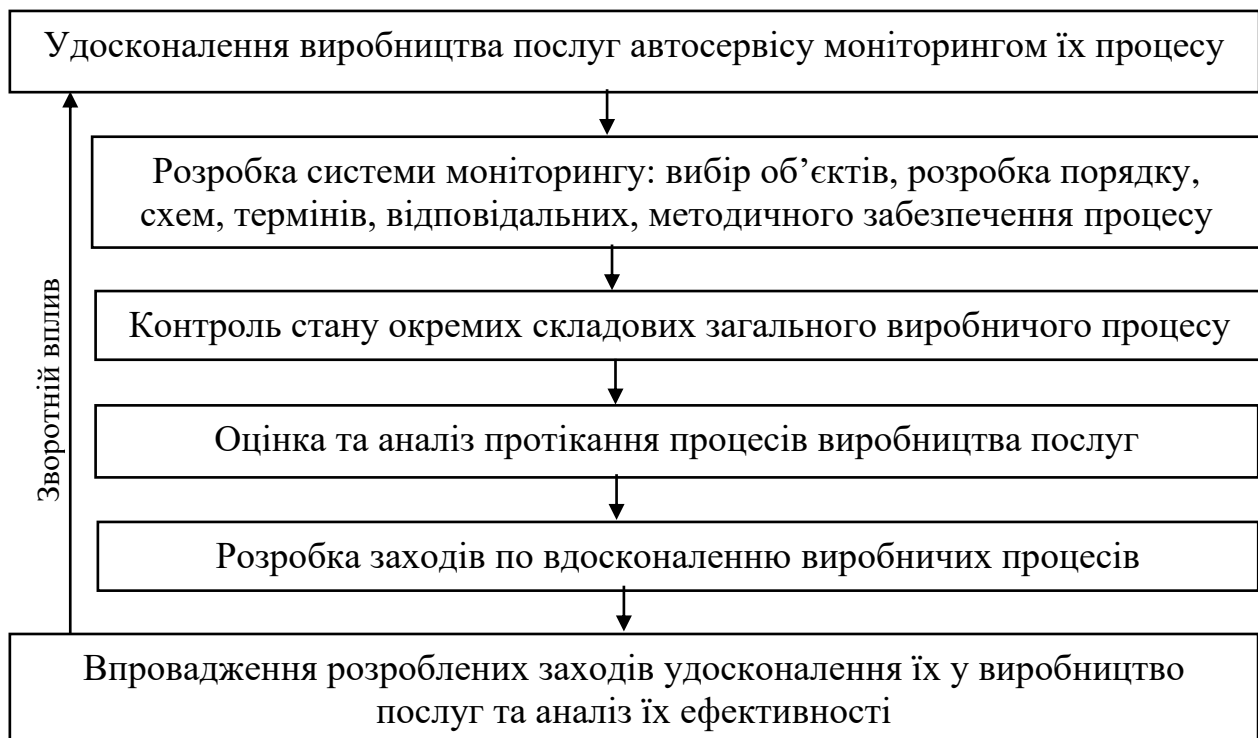 Удосконалення виробництва послуг автосервісу моніторингом їх процесу
Розробка системи моніторингу: вибір об’єктів, розробка порядку,
схем, термінів, відповідальних, методичного забезпечення процесу
Контроль стану окремих складових загального виробничого процесу
Оцінка та аналіз протікання процесів виробництва послуг
Розробка заходів по вдосконаленню виробничих процесів
Впровадження розроблених заходів удосконалення їх у виробництво
послуг та аналіз їх ефективності
Зворотній вплив